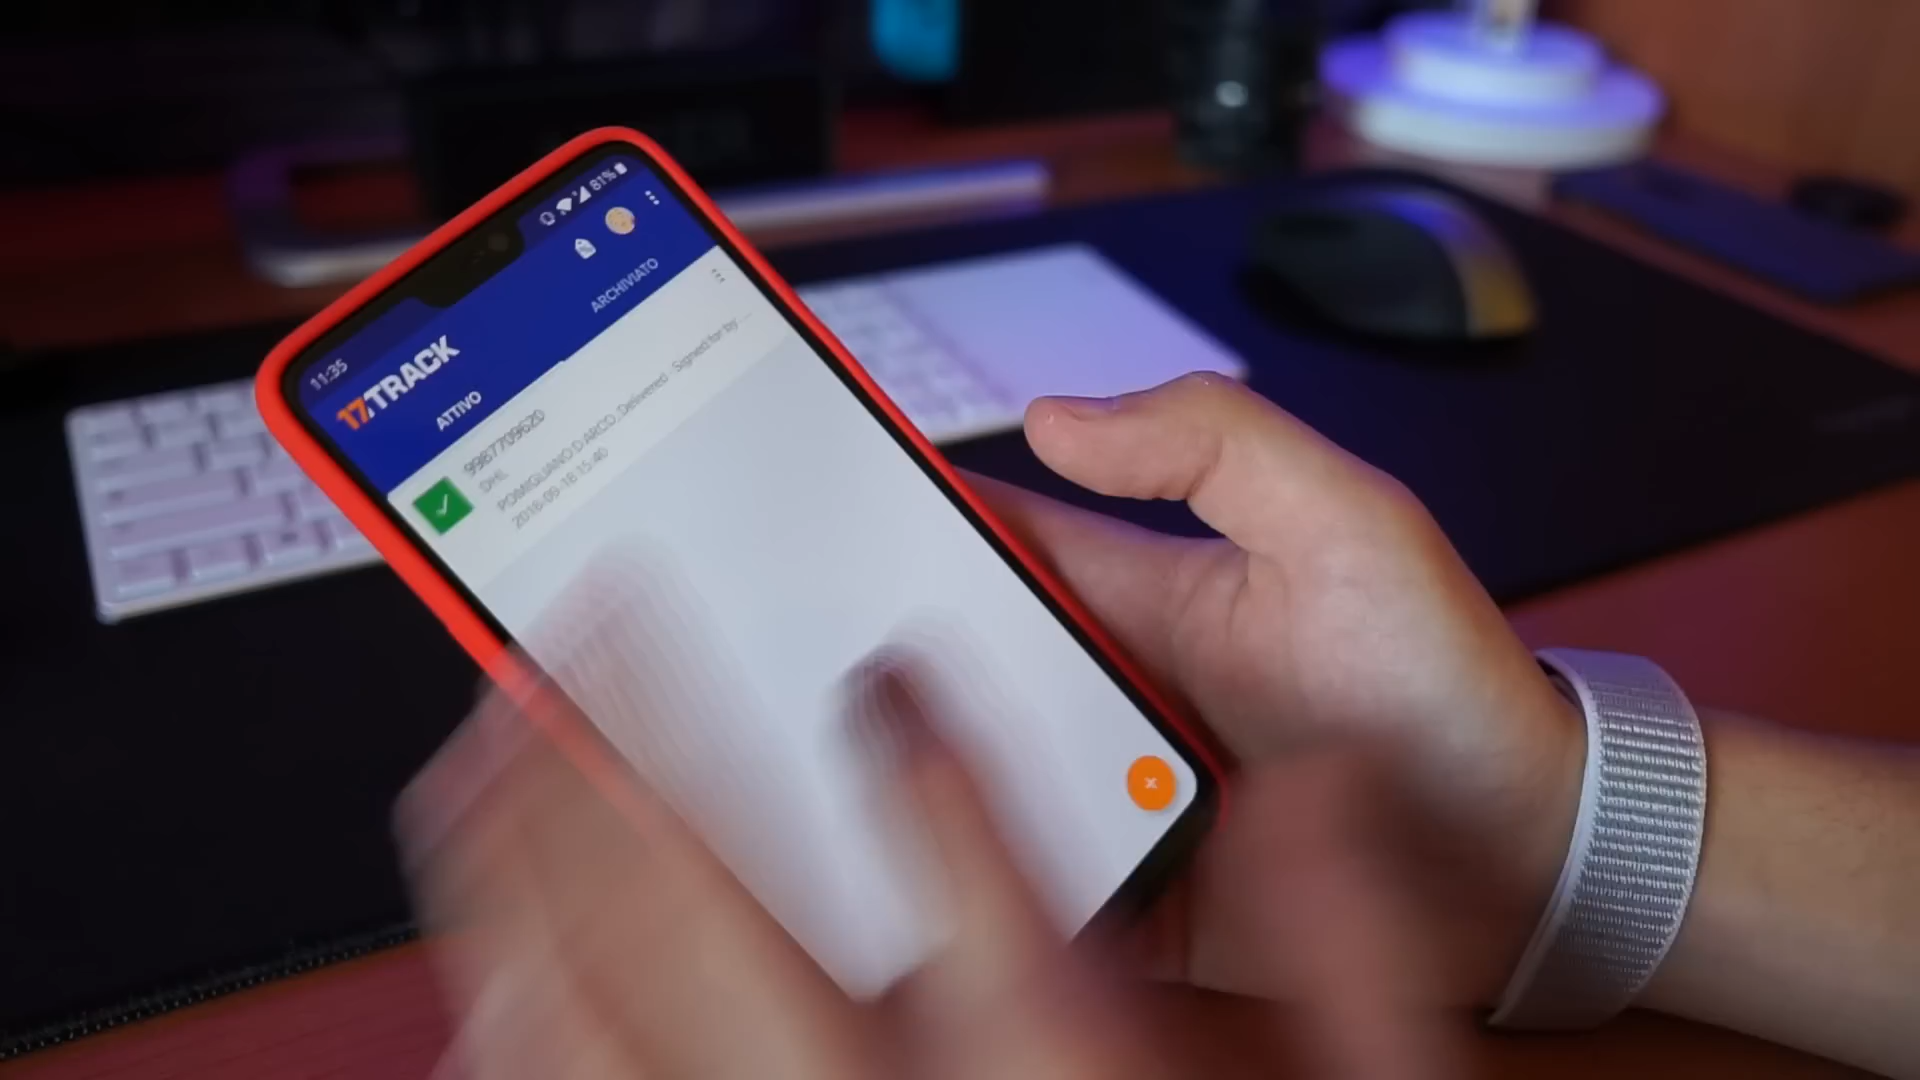 11:35
81%
17TRACK
ATTIVO
ARCHIVIATO
9987709620
DHL
POMIGLIANO D ARCO, Delivered - Signed for by ...
2018-09-18 15:40